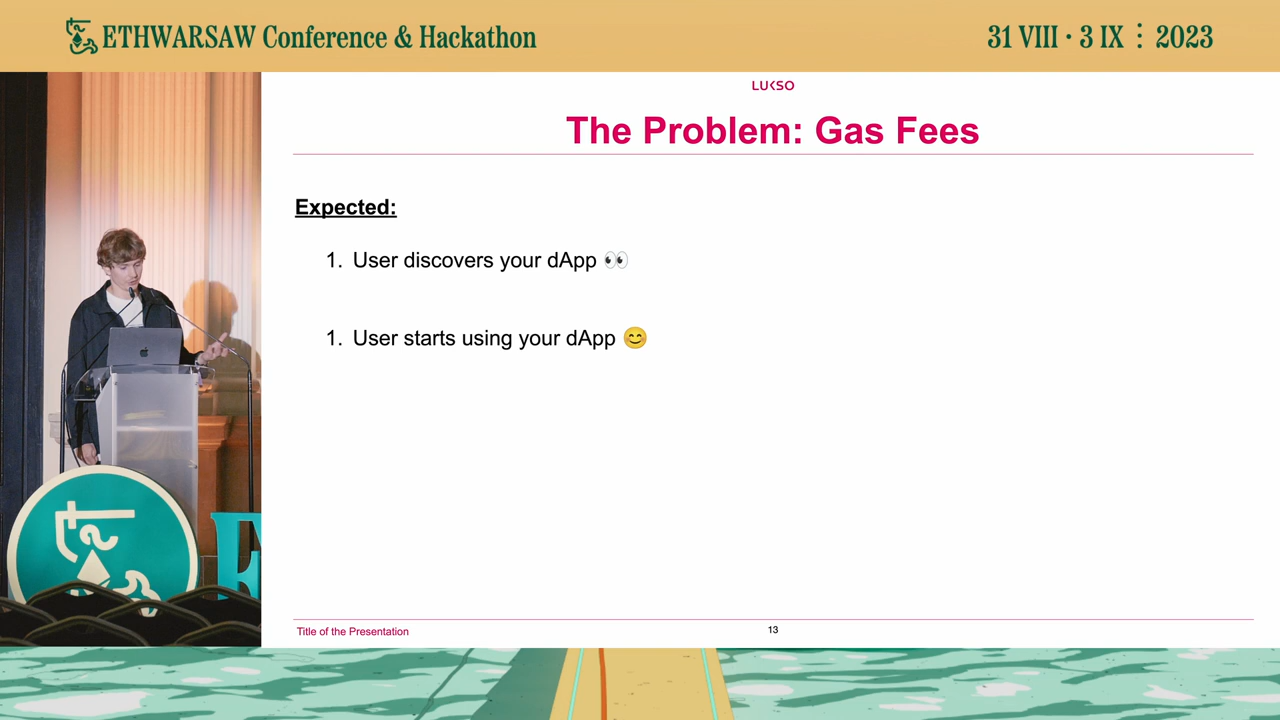 ETHWARSAW Conference & Hackathon
31 VIII · 3 IX ⋮ 2023
LUKSO
The Problem: Gas Fees
Expected:
1. User discovers your dApp 👀
1. User starts using your dApp 😊
E
Title of the Presentation
13